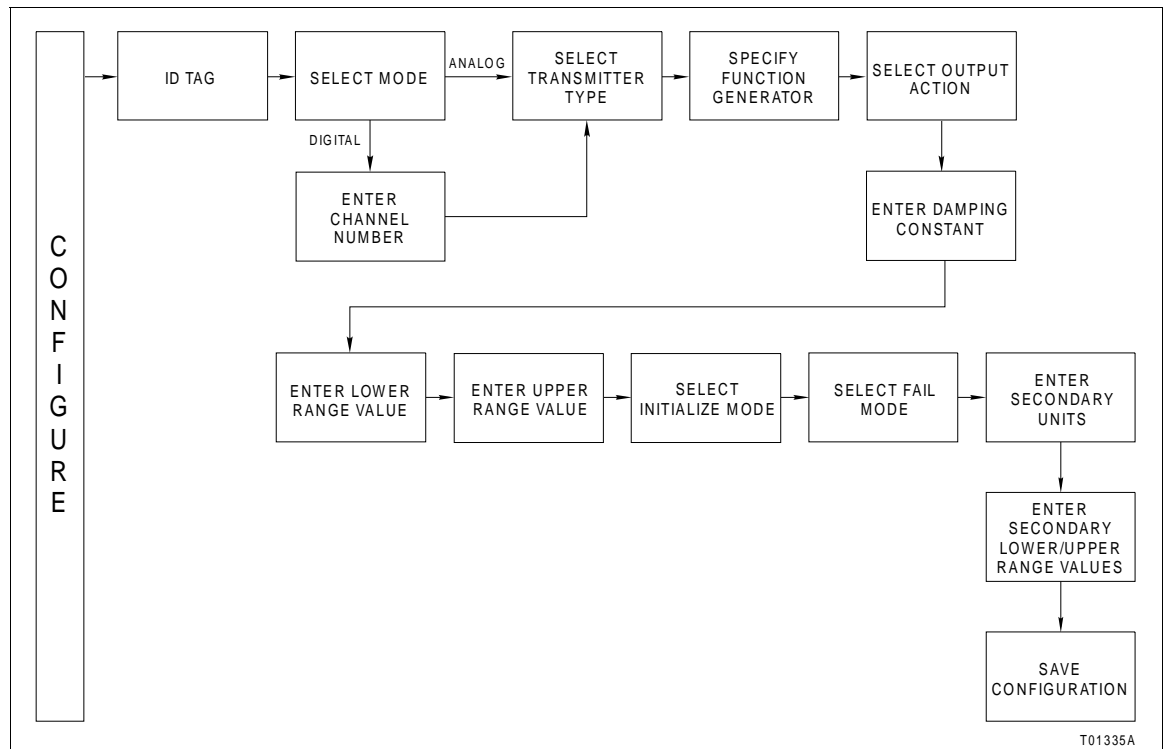 CONFIGURE
ID TAG
SELECT MODE
ANALOG
DIGITAL
ENTER
CHANNEL
NUMBER
SELECT
TRANSMITTER
TYPE
SPECIFY
FUNCTION
GENERATOR
SELECT OUTPUT
ACTION
ENTER DAMPING
CONSTANT
ENTER LOWER
RANGE VALUE
ENTER UPPER
RANGE VALUE
SELECT
INITIALIZE MODE
SELECT FAIL
MODE
ENTER
SECONDARY
UNITS
ENTER
SECONDARY
LOWER/UPPER
RANGE VALUES
SAVE
CONFIGURATION
T01335A